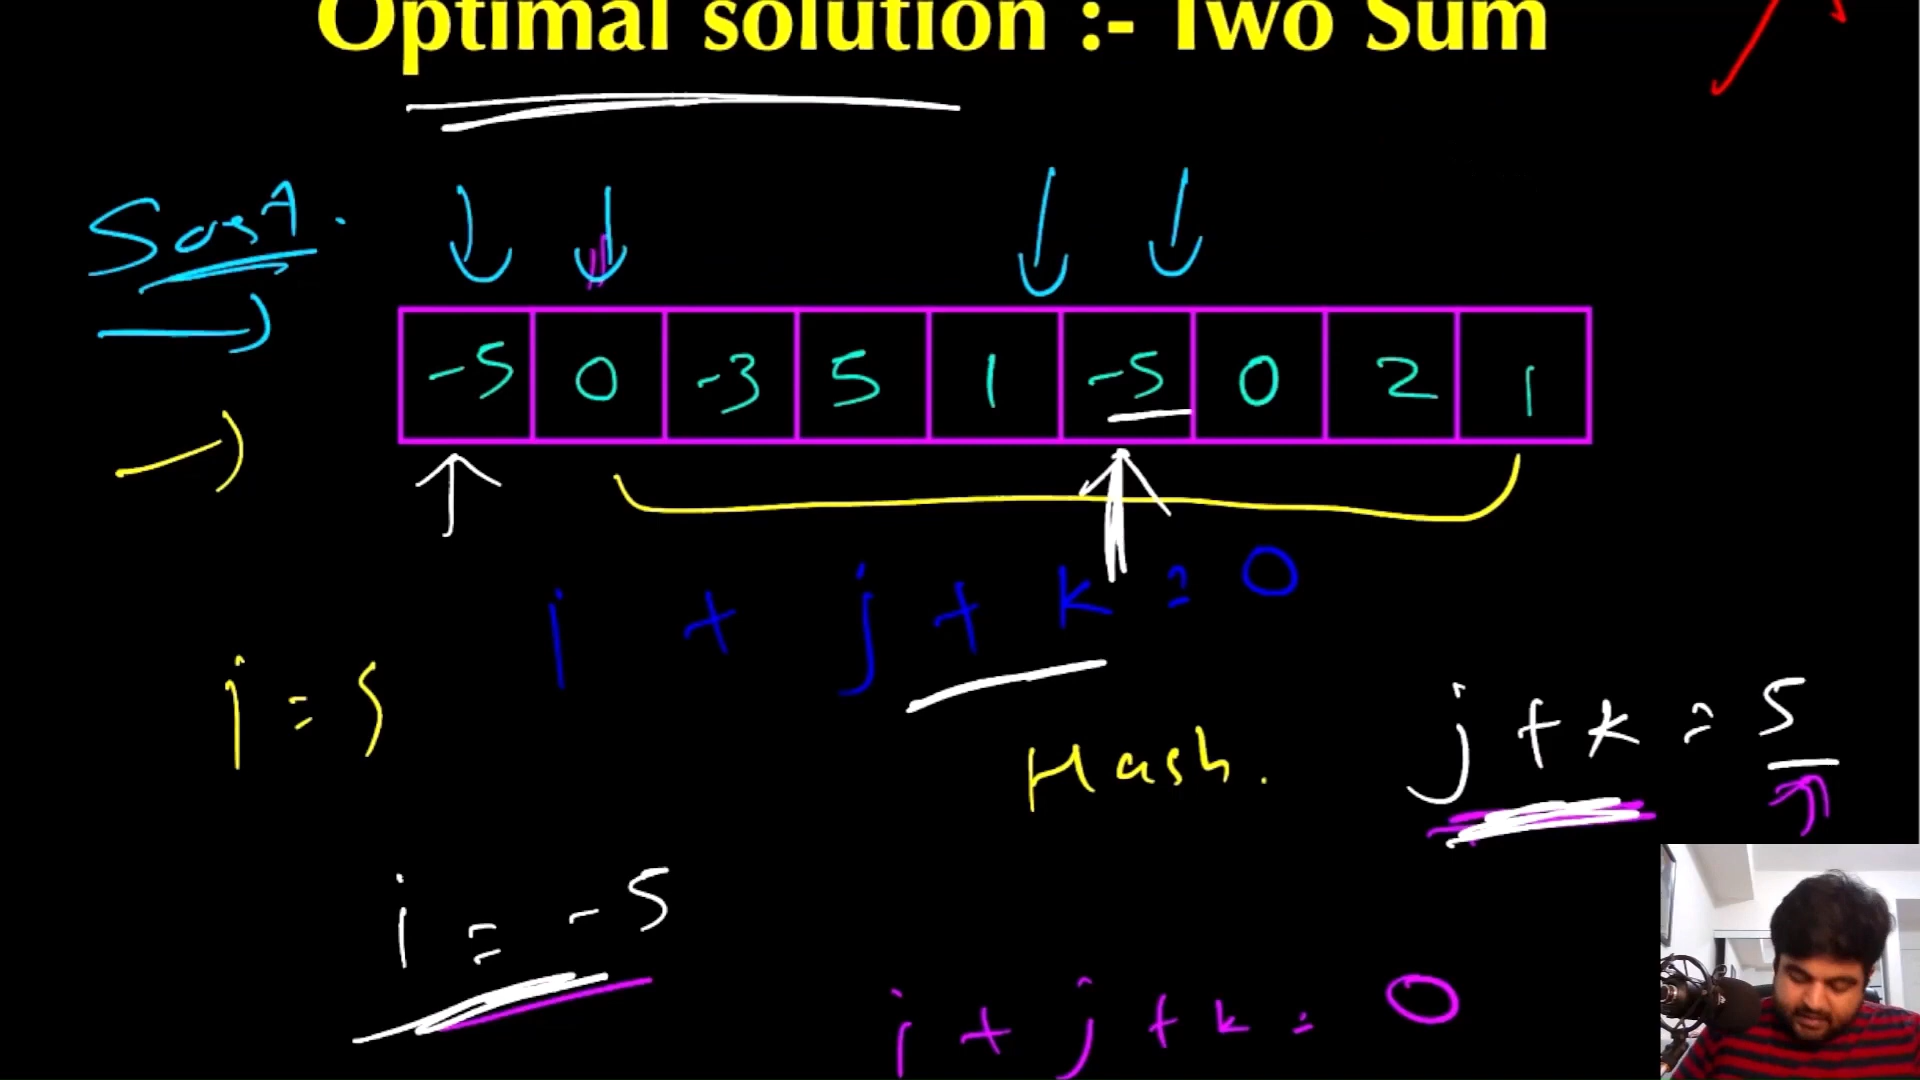 Optimal solution :- Two Sum
Sort.
-5 0 -3 5 1 -5 0 2 1
i + j + k = 0
i = 5
j + k = 5
Hash.
i = -5
i + j + k = 0